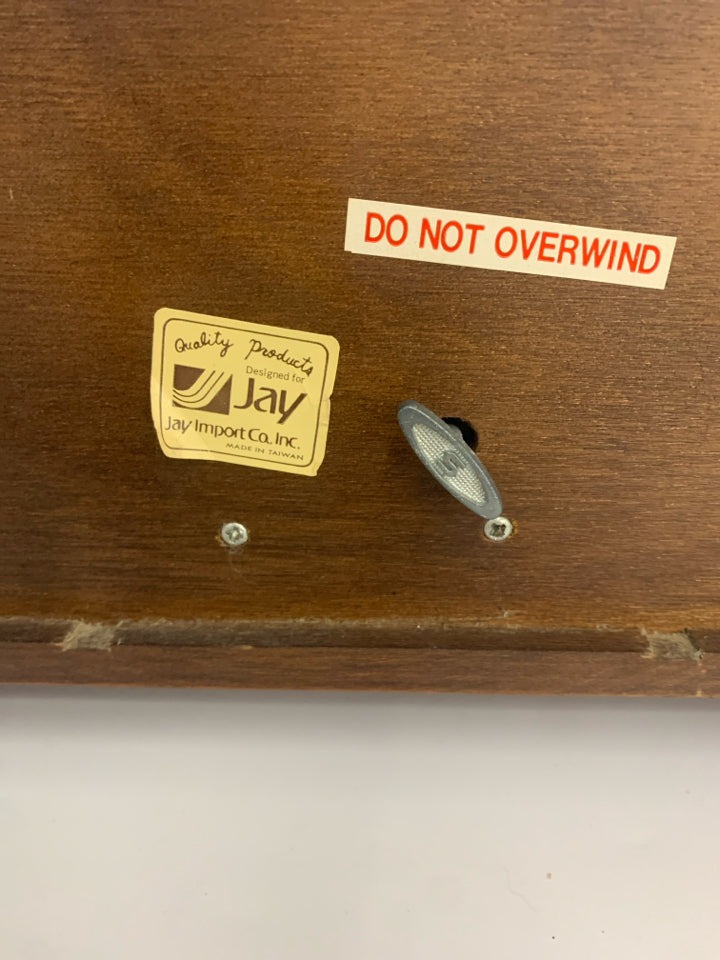 DO NOT OVERWIND
Quality Products
Designed for
Jay
Jay Import Co. Inc.
MADE IN TAIWAN
S